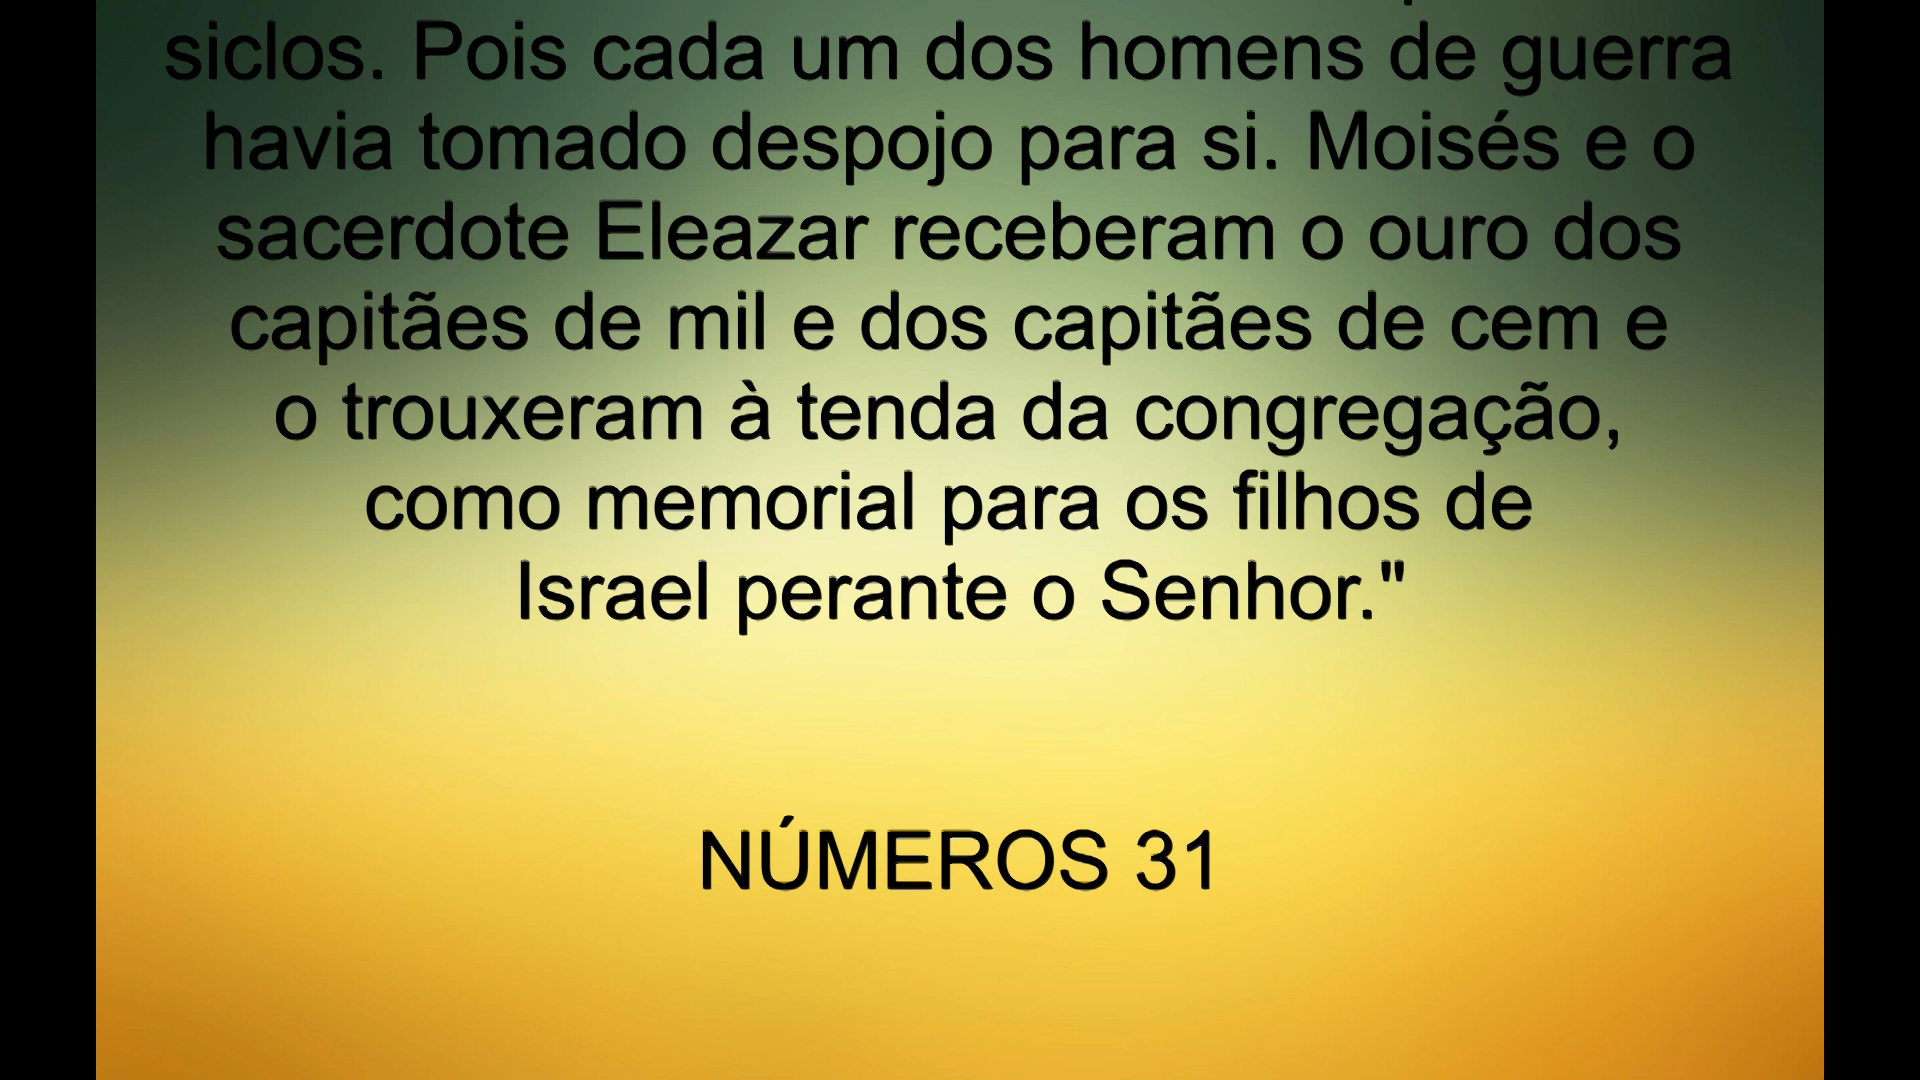 siclos. Pois cada um dos homens de guerra
havia tomado despojo para si. Moisés e o
sacerdote Eleazar receberam o ouro dos
capitães de mil e dos capitães de cem e
o trouxeram à tenda da congregação,
como memorial para os filhos de
Israel perante o Senhor."
NÚMEROS 31